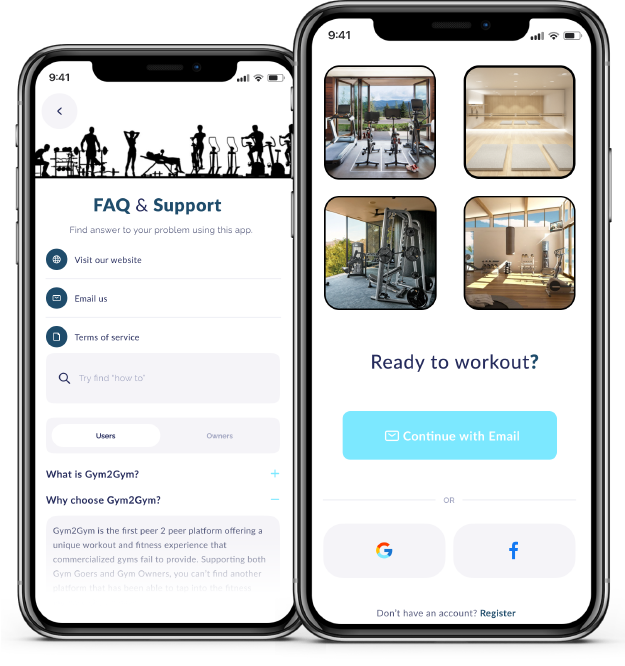 9:41
FAQ & Support
Find answer to your problem using this app.
Visit our website
Email us
Terms of service
Try find "how to"
Users
Owners
What is Gym2Gym?
Why choose Gym2Gym?
Gym2Gym is the first peer 2 peer platform offering a
unique workout and fitness experience that
commercialized gyms fail to provide. Supporting both
Gym Goers and Gym Owners, you can't find another
platform that has been able to tap into the fitness
9:41
Ready to workout?
Continue with Email
OR
Don't have an account? Register